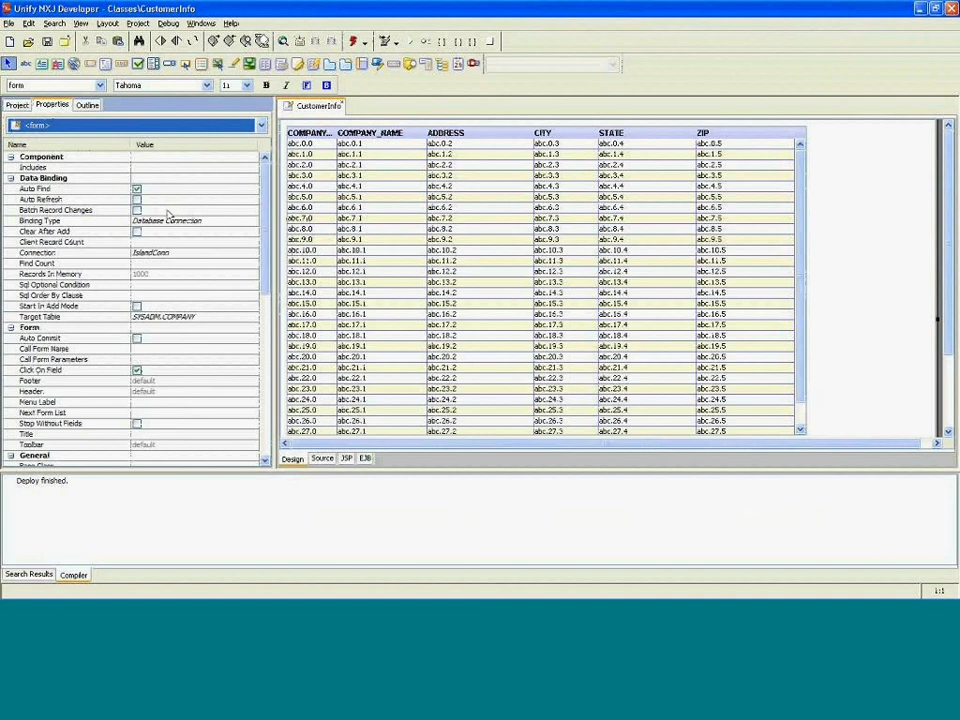 Unify NXJ Developer - Classes\CustomerInfo
File Edit Search View Layout Project Debug Windows Help
form Tahoma 11 B I F B
Project Properties Outline
CustomerInfo
<form>
Name Value
Component
Includes
Data Binding
Auto Find
Auto Refresh
Batch Record Changes
Binding Type Database Connection
Clear After Add
Client Record Count
Connection IslandConn
Find Count
Records In Memory 1000
Sql Optional Condition
Sql Order By Clause
Start In Add Mode
Target Table SYSADM.COMPANY
Form
Auto Commit
Call Form Name
Call Form Parameters
Click On Field
Footer default
Header default
Menu Label
Next Form List
Stop Without Fields
Title
Toolbar default
General
COMPANY... COMPANY_NAME ADDRESS CITY STATE ZIP
abc.0.0 abc.0.1 abc.0.2 abc.0.3 abc.0.4 abc.0.5
abc.1.0 abc.1.1 abc.1.2 abc.1.3 abc.1.4 abc.1.5
abc.2.0 abc.2.1 abc.2.2 abc.2.3 abc.2.4 abc.2.5
abc.3.0 abc.3.1 abc.3.2 abc.3.3 abc.3.4 abc.3.5
abc.4.0 abc.4.1 abc.4.2 abc.4.3 abc.4.4 abc.4.5
abc.5.0 abc.5.1 abc.5.2 abc.5.3 abc.5.4 abc.5.5
abc.6.0 abc.6.1 abc.6.2 abc.6.3 abc.6.4 abc.6.5
abc.7.0 abc.7.1 abc.7.2 abc.7.3 abc.7.4 abc.7.5
abc.8.0 abc.8.1 abc.8.2 abc.8.3 abc.8.4 abc.8.5
abc.9.0 abc.9.1 abc.9.2 abc.9.3 abc.9.4 abc.9.5
abc.10.0 abc.10.1 abc.10.2 abc.10.3 abc.10.4 abc.10.5
abc.11.0 abc.11.1 abc.11.2 abc.11.3 abc.11.4 abc.11.5
abc.12.0 abc.12.1 abc.12.2 abc.12.3 abc.12.4 abc.12.5
abc.13.0 abc.13.1 abc.13.2 abc.13.3 abc.13.4 abc.13.5
abc.14.0 abc.14.1 abc.14.2 abc.14.3 abc.14.4 abc.14.5
abc.15.0 abc.15.1 abc.15.2 abc.15.3 abc.15.4 abc.15.5
abc.16.0 abc.16.1 abc.16.2 abc.16.3 abc.16.4 abc.16.5
abc.17.0 abc.17.1 abc.17.2 abc.17.3 abc.17.4 abc.17.5
abc.18.0 abc.18.1 abc.18.2 abc.18.3 abc.18.4 abc.18.5
abc.19.0 abc.19.1 abc.19.2 abc.19.3 abc.19.4 abc.19.5
abc.20.0 abc.20.1 abc.20.2 abc.20.3 abc.20.4 abc.20.5
abc.21.0 abc.21.1 abc.21.2 abc.21.3 abc.21.4 abc.21.5
abc.22.0 abc.22.1 abc.22.2 abc.22.3 abc.22.4 abc.22.5
abc.23.0 abc.23.1 abc.23.2 abc.23.3 abc.23.4 abc.23.5
abc.24.0 abc.24.1 abc.24.2 abc.24.3 abc.24.4 abc.24.5
abc.25.0 abc.25.1 abc.25.2 abc.25.3 abc.25.4 abc.25.5
abc.26.0 abc.26.1 abc.26.2 abc.26.3 abc.26.4 abc.26.5
abc.27.0 abc.27.1 abc.27.2 abc.27.3 abc.27.4 abc.27.5
Design Source JSP EJB
Deploy finished.
Search Results Compiler
1:1